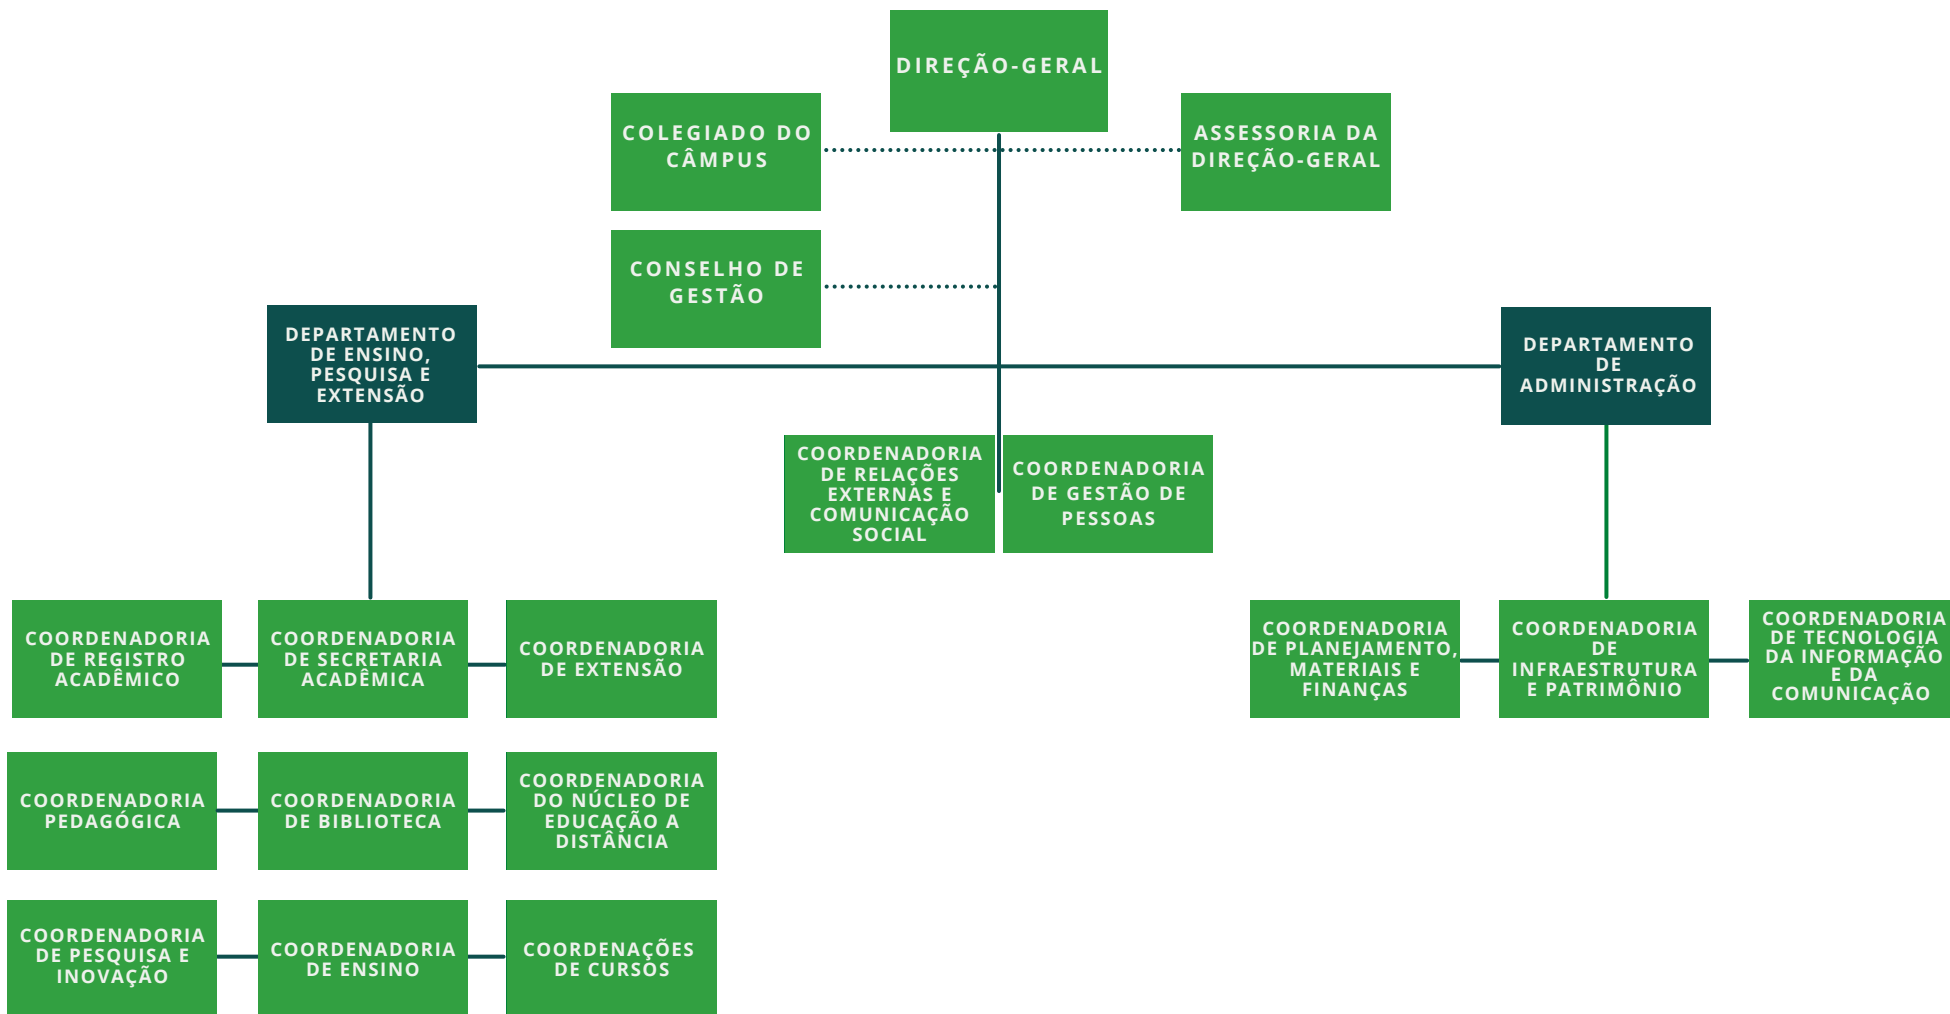 DIREÇÃO-GERAL
COLEGIADO DO
CÂMPUS
ASSESSORIA DA
DIREÇÃO-GERAL
CONSELHO DE
GESTÃO
DEPARTAMENTO
DE ENSINO,
PESQUISA E
EXTENSÃO
DEPARTAMENTO
DE
ADMINISTRAÇÃO
COORDENADORIA
DE RELAÇÕES
EXTERNAS E
COMUNICAÇÃO
SOCIAL
COORDENADORIA
DE GESTÃO DE
PESSOAS
COORDENADORIA
DE REGISTRO
ACADÊMICO
COORDENADORIA
DE SECRETARIA
ACADÊMICA
COORDENADORIA
DE EXTENSÃO
COORDENADORIA
DE PLANEJAMENTO,
MATERIAIS E
FINANÇAS
COORDENADORIA
DE
INFRAESTRUTURA
E PATRIMÔNIO
COORDENADORIA
DE TECNOLOGIA
DA INFORMAÇÃO
E DA
COMUNICAÇÃO
COORDENADORIA
PEDAGÓGICA
COORDENADORIA
DE BIBLIOTECA
COORDENADORIA
DO NÚCLEO DE
EDUCAÇÃO A
DISTÂNCIA
COORDENADORIA
DE PESQUISA E
INOVAÇÃO
COORDENADORIA
DE ENSINO
COORDENAÇÕES
DE CURSOS